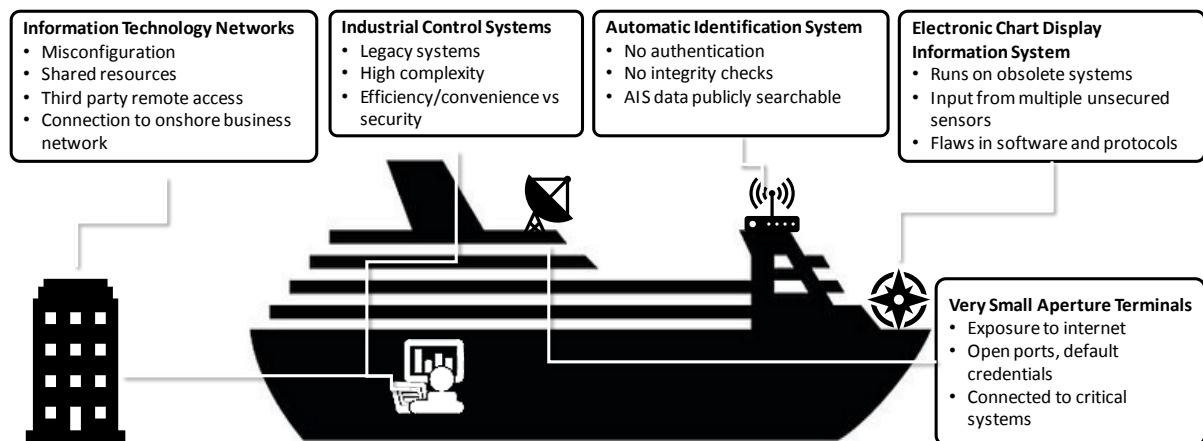 Information Technology Networks
• Misconfiguration
• Shared resources
• Third party remote access
• Connection to onshore business
network
Industrial Control Systems
• Legacy systems
• High complexity
• Efficiency/convenience vs
security
Automatic Identification System
• No authentication
• No integrity checks
• AIS data publicly searchable
Electronic Chart Display
Information System
• Runs on obsolete systems
• Input from multiple unsecured
sensors
• Flaws in software and protocols
Very Small Aperture Terminals
• Exposure to internet
• Open ports, default
credentials
• Connected to critical
systems